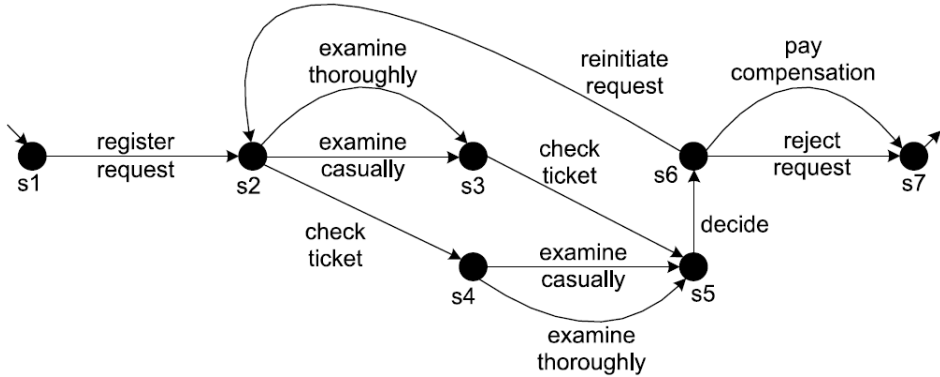 examine
thoroughly
reinitiate
request
pay
compensation
register
request
examine
casually
check
ticket
reject
request
s1
s2
s3
s6
s7
check
ticket
examine
casually
decide
s4
s5
examine
thoroughly